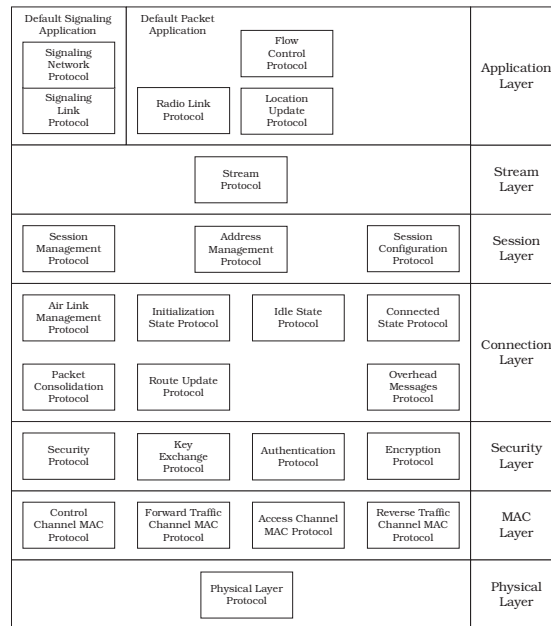 Default Signaling
Application
Signaling
Network
Protocol
Signaling
Link
Protocol
Default Packet
Application
Flow
Control
Protocol
Radio Link
Protocol
Location
Update
Protocol
Application
Layer
Stream
Protocol
Stream
Layer
Session
Management
Protocol
Address
Management
Protocol
Session
Configuration
Protocol
Session
Layer
Air Link
Management
Protocol
Initialization
State Protocol
Idle State
Protocol
Connected
State Protocol
Packet
Consolidation
Protocol
Route Update
Protocol
Overhead
Messages
Protocol
Connection
Layer
Security
Protocol
Key
Exchange
Protocol
Authentication
Protocol
Encryption
Protocol
Security
Layer
Control
Channel MAC
Protocol
Forward Traffic
Channel MAC
Protocol
Access Channel
MAC Protocol
Reverse Traffic
Channel MAC
Protocol
MAC
Layer
Physical Layer
Protocol
Physical
Layer